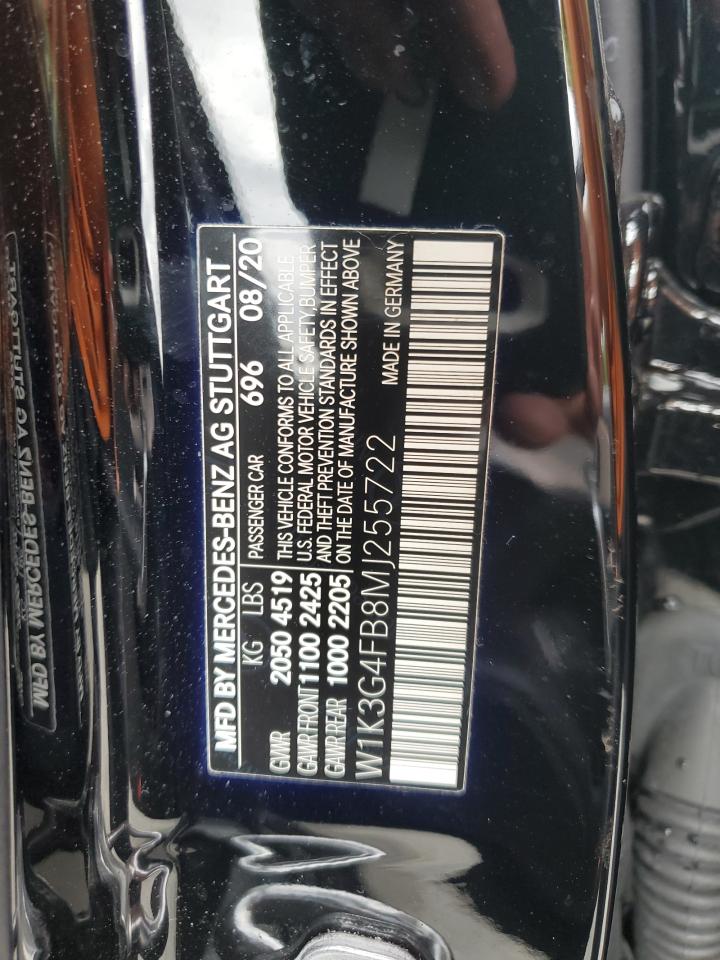 MFD BY MERCEDES-BENZ AG STUTTGART
KG LBS PASSENGER CAR 696 08/20
GVWR 2050 4519 THIS VEHICLE CONFORMS TO ALL APPLICABLE
GAWR FRONT 1100 2425 U.S. FEDERAL MOTOR VEHICLE SAFETY, BUMPER
GAWR REAR 1000 2205 AND THEFT PREVENTION STANDARDS IN EFFECT
ON THE DATE OF MANUFACTURE SHOWN ABOVE
W1K3G4FB8MJ255722 MADE IN GERMANY